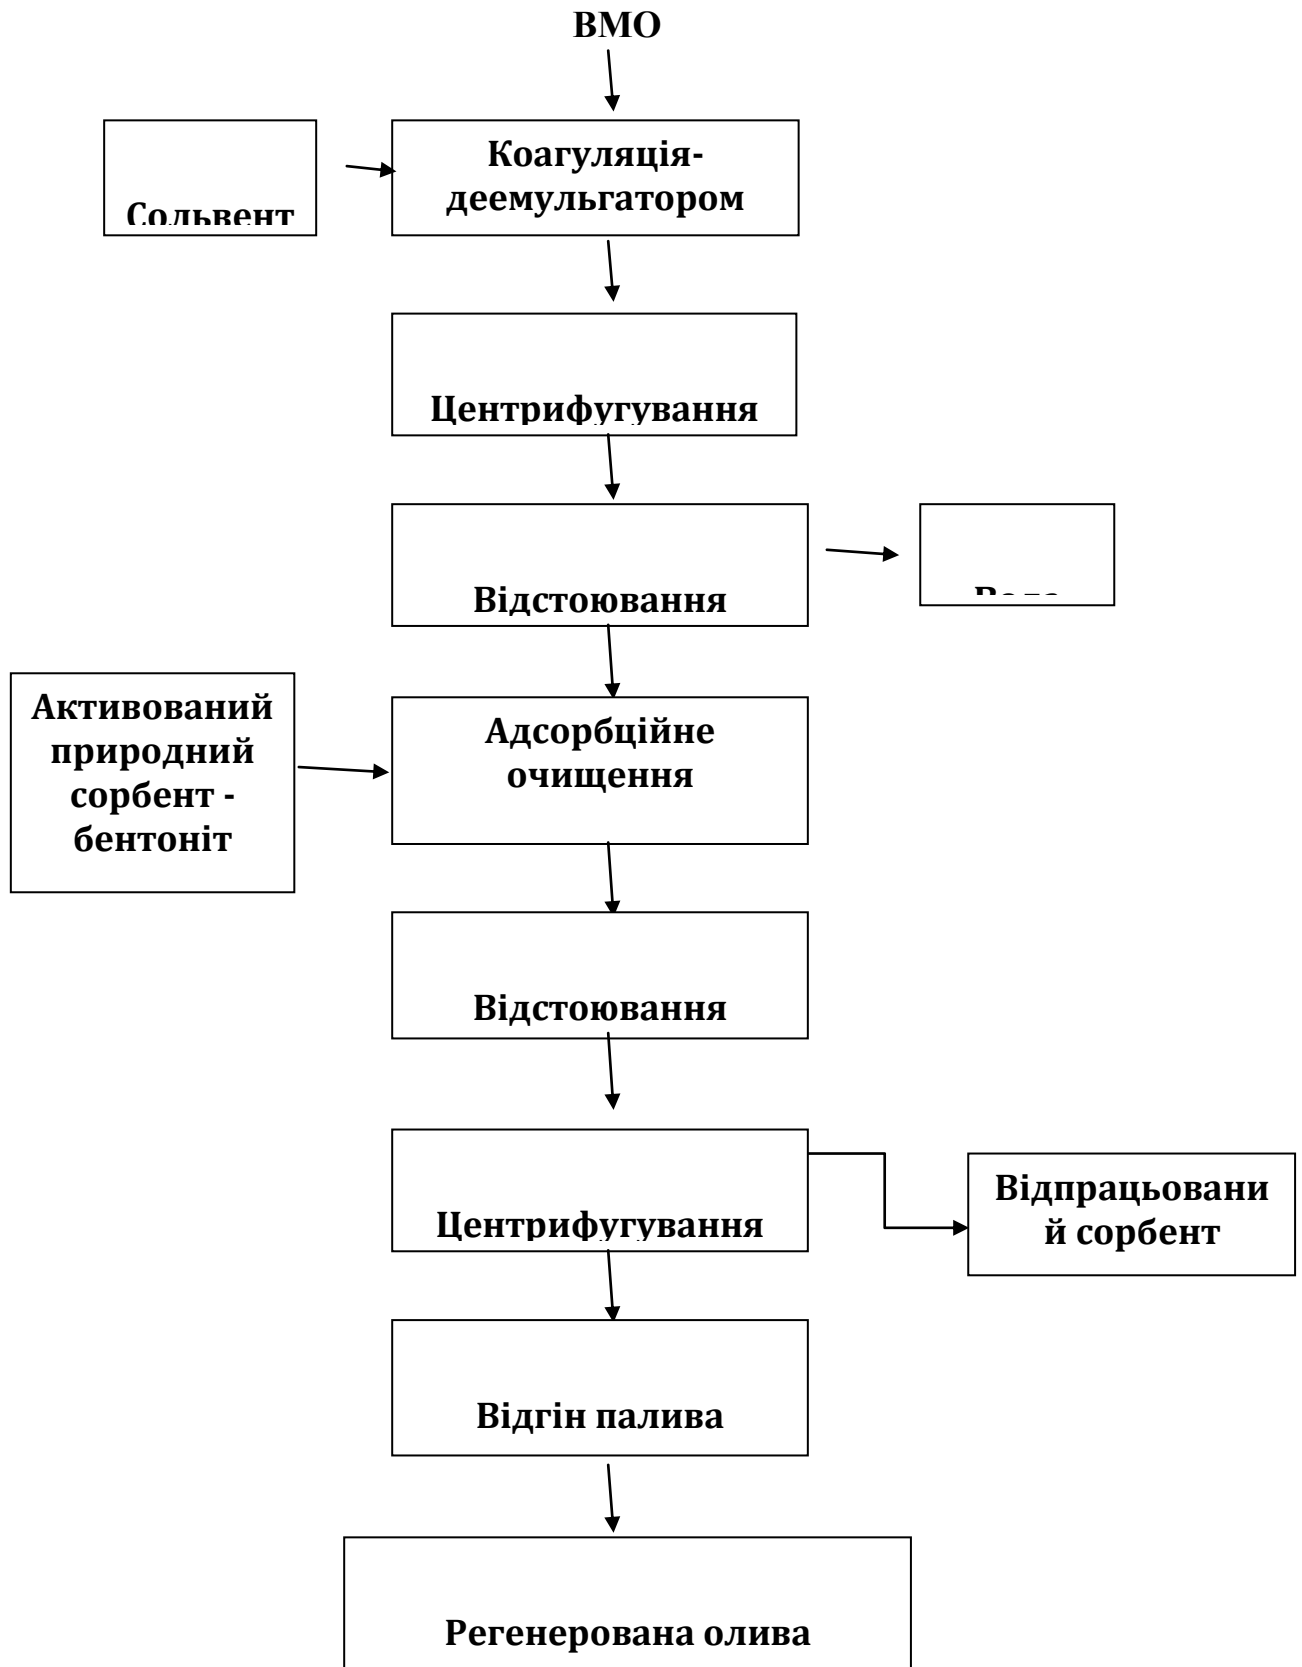 ВМО
Коагуляція-
деемульгатором
Сольвент
Центрифугування
Відстоювання
Активований
природний
сорбент -
бентоніт
Адсорбційне
очищення
Відстоювання
Центрифугування
Відпрацьовани
й сорбент
Відгін палива
Регенерована олива